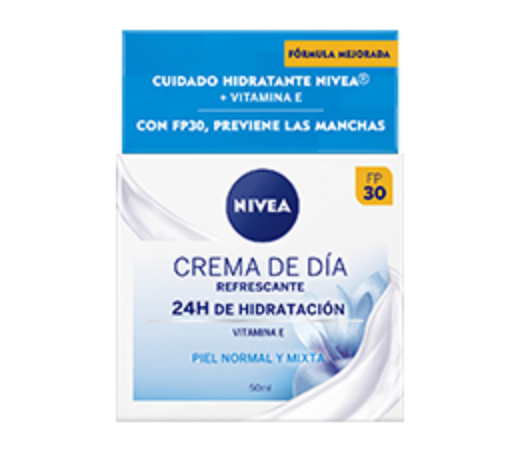 FÓRMULA MEJORADA
CUIDADO HIDRATANTE NIVEA®
+ VITAMINA E
CON FP30, PREVIENE LAS MANCHAS
NIVEA
FP
30
CREMA DE DÍA
REFRESCANTE
24H DE HIDRATACIÓN
VITAMINA E
PIEL NORMAL Y MIXTA
50ml